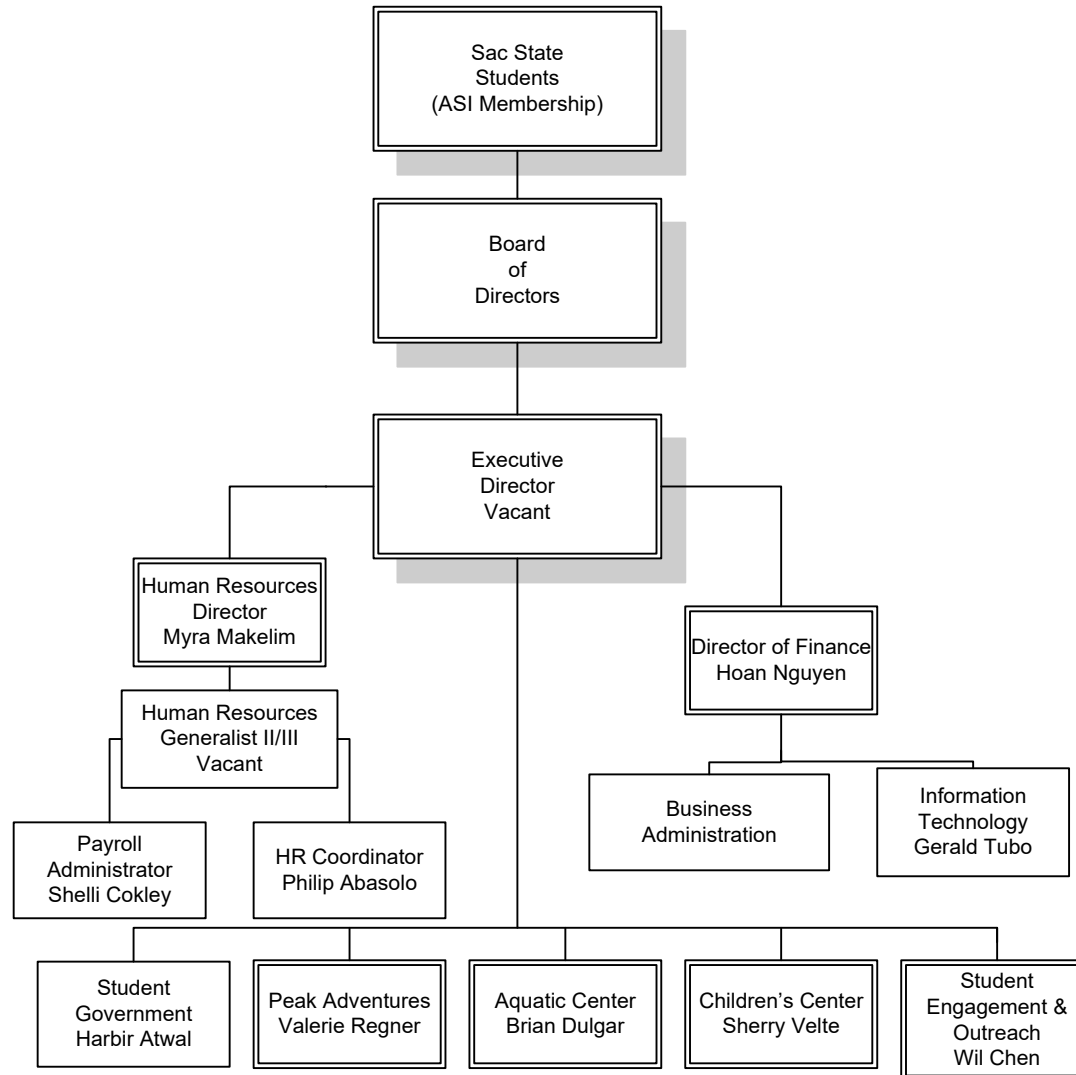 Sac State
Students
(ASI Membership)
Board
of
Directors
Executive
Director
Vacant
Human Resources
Director
Myra Makelim
Director of Finance
Hoan Nguyen
Human Resources
Generalist II/III
Vacant
Business
Administration
Information
Technology
Gerald Tubo
Payroll
Administrator
Shelli Cokley
HR Coordinator
Philip Abasolo
Student
Government
Harbir Atwal
Peak Adventures
Valerie Regner
Aquatic Center
Brian Dulgar
Children’s Center
Sherry Velte
Student
Engagement &
Outreach
Wil Chen